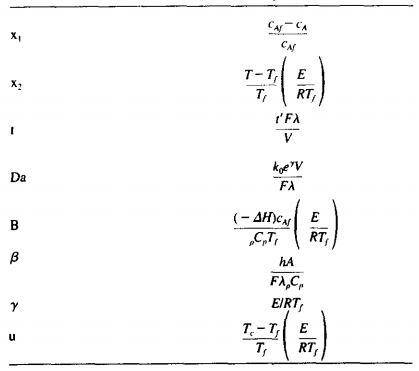 x₁ (c_Af − c_A) / c_Af
x₂ (T − T_f) / T_f (E / RT_f)
t t′Fλ / V
Da k₀e^γV / Fλ
B (−ΔH)c_Af / ρC_pT_f (E / RT_f)
β hA / FλρC_p
γ E/RT_f
u (T_c − T_f) / T_f (E / RT_f)